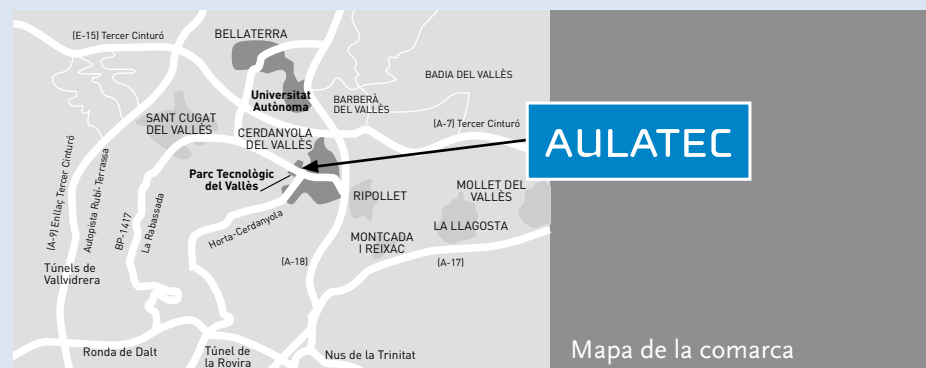 (E-15) Tercer Cinturó
BELLATERRA
BADIA DEL VALLÈS
Universitat
Autònoma
BARBERÀ
DEL VALLÈS
SANT CUGAT
DEL VALLÈS
(A-7) Tercer Cinturó
CERDANYOLA
DEL VALLÈS
AULATEC
Parc Tecnològic
del Vallès
(A-9) Enllaç Tercer Cinturó
Autopista Rubí-Terrassa
BP-1417
La Rabassada
Horta-Cerdanyola
RIPOLLET
MOLLET DEL
VALLÈS
LA LLAGOSTA
MONTCADA
I REIXAC
(A-18)
(A-17)
Túnels de
Vallvidrera
Ronda de Dalt
Túnel de
la Rovira
Nus de la Trinitat
Mapa de la comarca